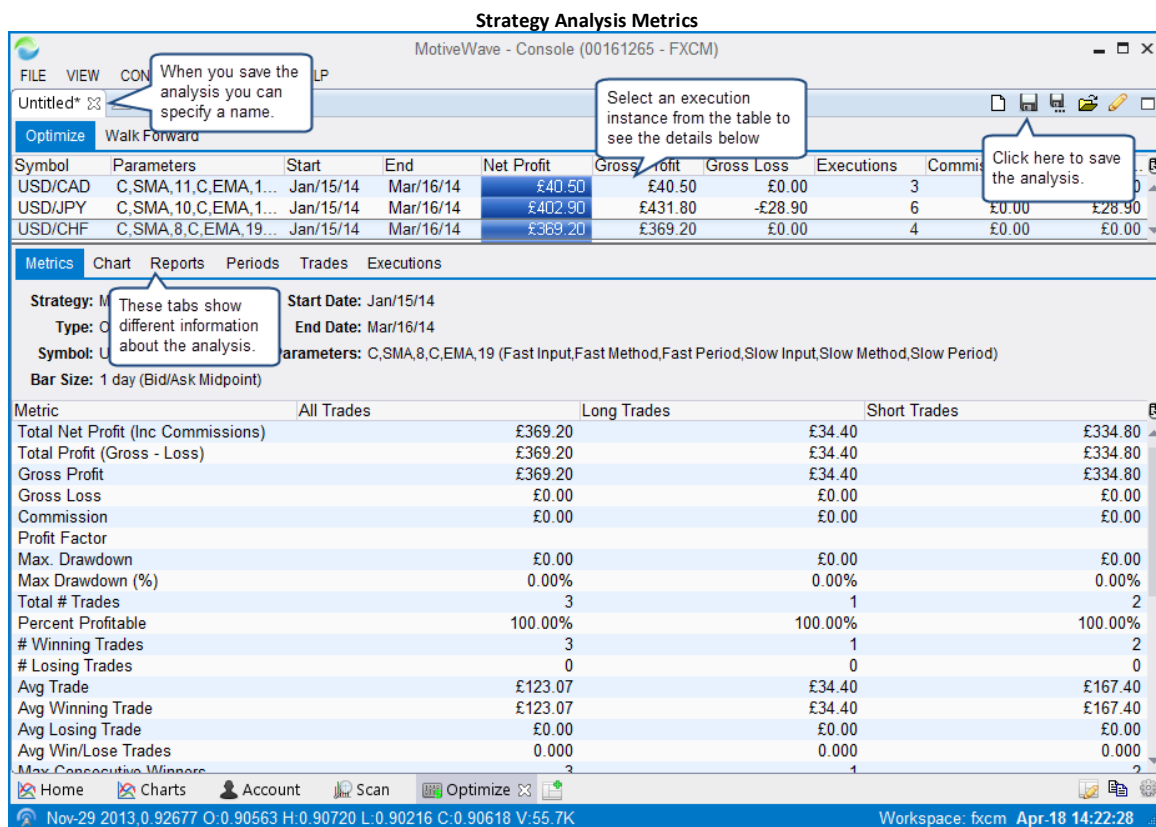 Strategy Analysis Metrics
MotiveWave - Console (00161265 - FXCM)
FILE VIEW CON LP
When you save the
analysis you can
specify a name.
Untitled*
Select an execution
instance from the table to
see the details below
Click here to save
the analysis.
Optimize Walk Forward
Symbol Parameters Start End Net Profit Gross Profit Gross Loss Executions Commis
USD/CAD C,SMA,11,C,EMA,1... Jan/15/14 Mar/16/14 £40.50 £40.50 £0.00 3
USD/JPY C,SMA,10,C,EMA,1... Jan/15/14 Mar/16/14 £402.90 £431.80 -£28.90 6 £0.00 £28.90
USD/CHF C,SMA,8,C,EMA,19... Jan/15/14 Mar/16/14 £369.20 £369.20 £0.00 4 £0.00 £0.00
Metrics Chart Reports Periods Trades Executions
These tabs show
different information
about the analysis.
Strategy: M Start Date: Jan/15/14
Type: O End Date: Mar/16/14
Symbol: U arameters: C,SMA,8,C,EMA,19 (Fast Input,Fast Method,Fast Period,Slow Input,Slow Method,Slow Period)
Bar Size: 1 day (Bid/Ask Midpoint)
Metric All Trades Long Trades Short Trades
Total Net Profit (Inc Commissions) £369.20 £34.40 £334.80
Total Profit (Gross - Loss) £369.20 £34.40 £334.80
Gross Profit £369.20 £34.40 £334.80
Gross Loss £0.00 £0.00 £0.00
Commission £0.00 £0.00 £0.00
Profit Factor
Max. Drawdown £0.00 £0.00 £0.00
Max Drawdown (%) 0.00% 0.00% 0.00%
Total # Trades 3 1 2
Percent Profitable 100.00% 100.00% 100.00%
# Winning Trades 3 1 2
# Losing Trades 0 0 0
Avg Trade £123.07 £34.40 £167.40
Avg Winning Trade £123.07 £34.40 £167.40
Avg Losing Trade £0.00 £0.00 £0.00
Avg Win/Lose Trades 0.000 0.000 0.000
Max Consecutive Winners 3 1 2
Home Charts Account Scan Optimize
Nov-29 2013,0.92677 O:0.90563 H:0.90720 L:0.90216 C:0.90618 V:55.7K Workspace: fxcm Apr-18 14:22:28